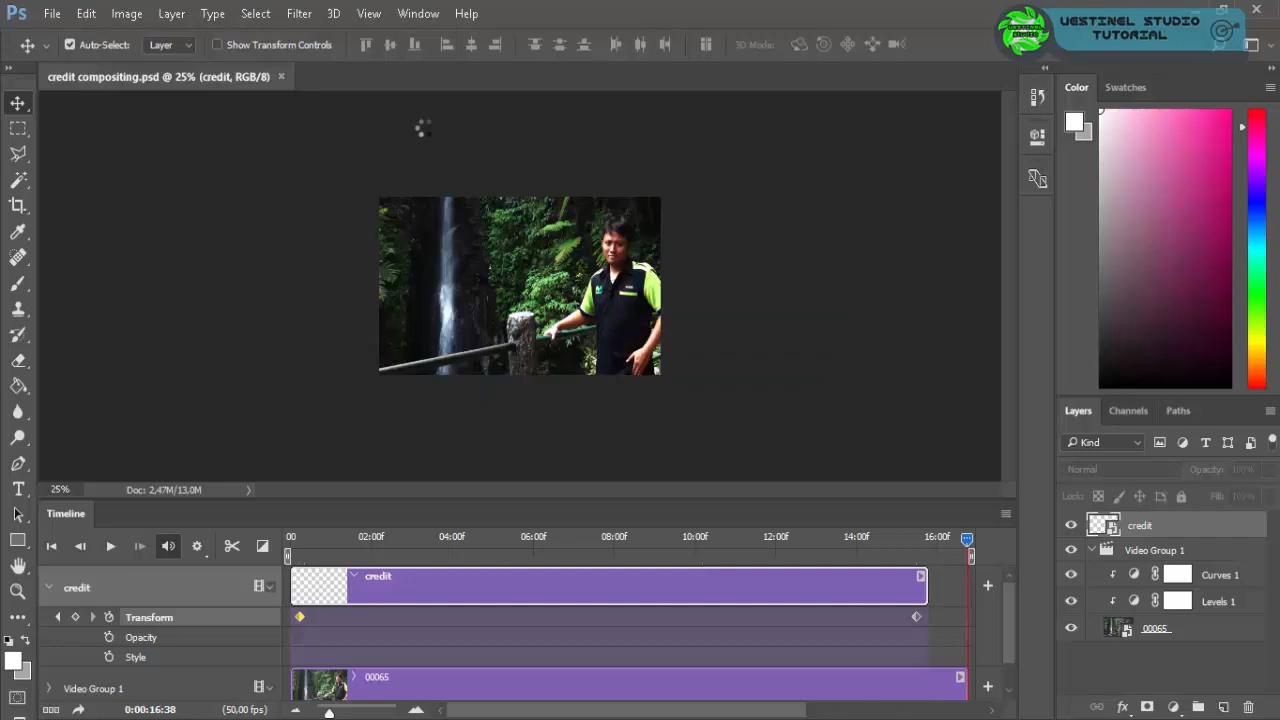 Ps File Edit Image Layer Type Select Filter 3D View Window Help
VESTINEL STUDIO
TUTORIAL
Auto-Select: Layer Show Transform Controls 3D Mode:
credit compositing.psd @ 25% (credit, RGB/8) ×
Color Swatches
Layers Channels Paths
Kind
Normal Opacity: 100%
Lock: Fill: 100%
credit
Video Group 1
Curves 1
Levels 1
00065
25% Doc: 2,47M/13,0M
Timeline
00 02:00f 04:00f 06:00f 08:00f 10:00f 12:00f 14:00f 16:00f
credit
credit
Transform
Opacity
Style
00065
Video Group 1
0:00:16:38 (50,00 fps)